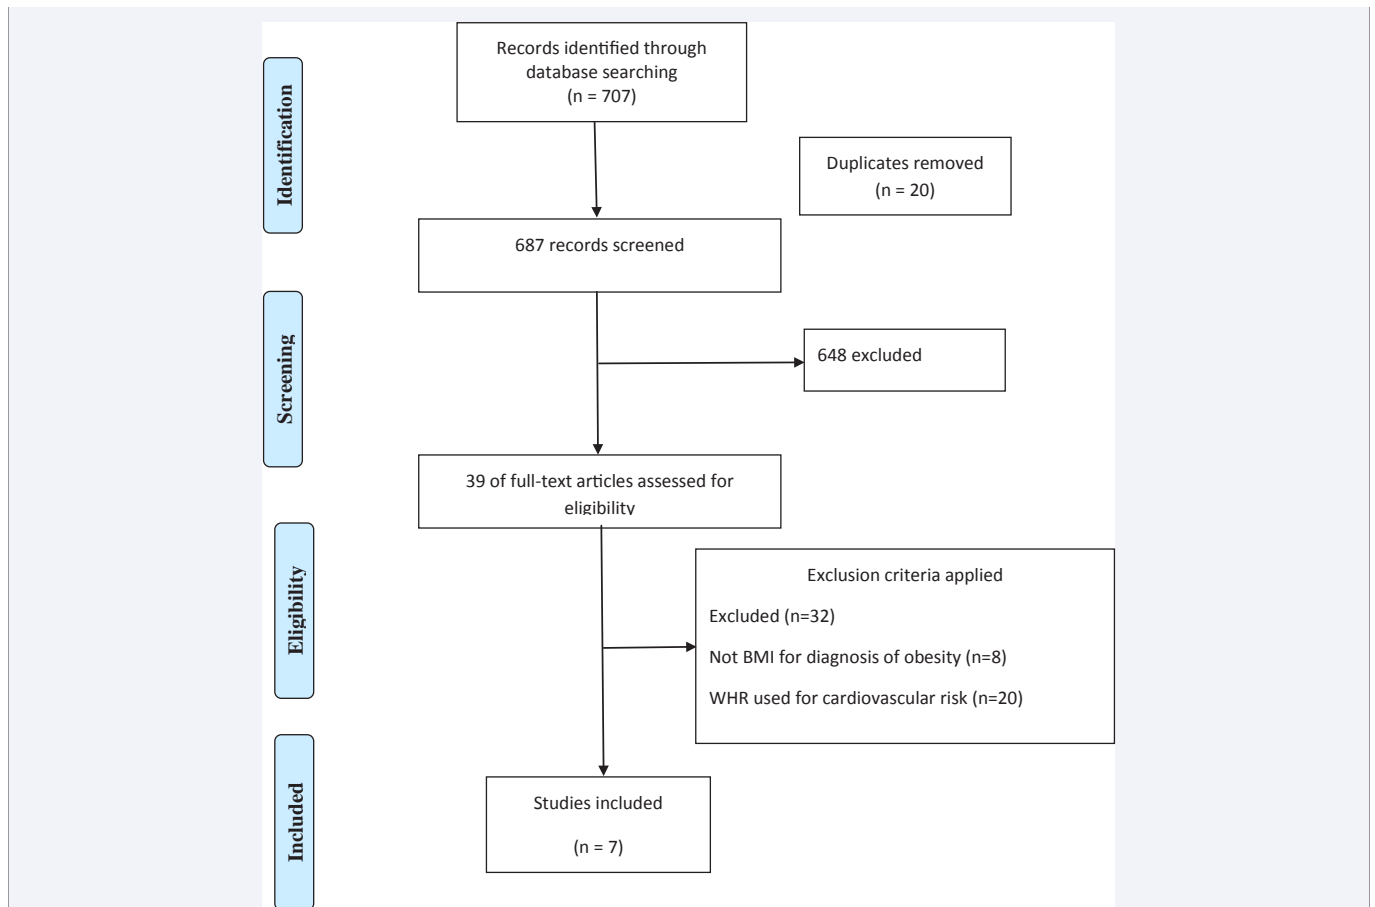 Identification
Records identified through
database searching
(n = 707)
Duplicates removed
(n = 20)
687 records screened
Screening
648 excluded
39 of full-text articles assessed for
eligibility
Eligibility
Exclusion criteria applied
Excluded (n=32)
Not BMI for diagnosis of obesity (n=8)
WHR used for cardiovascular risk (n=20)
Included
Studies included
(n = 7)